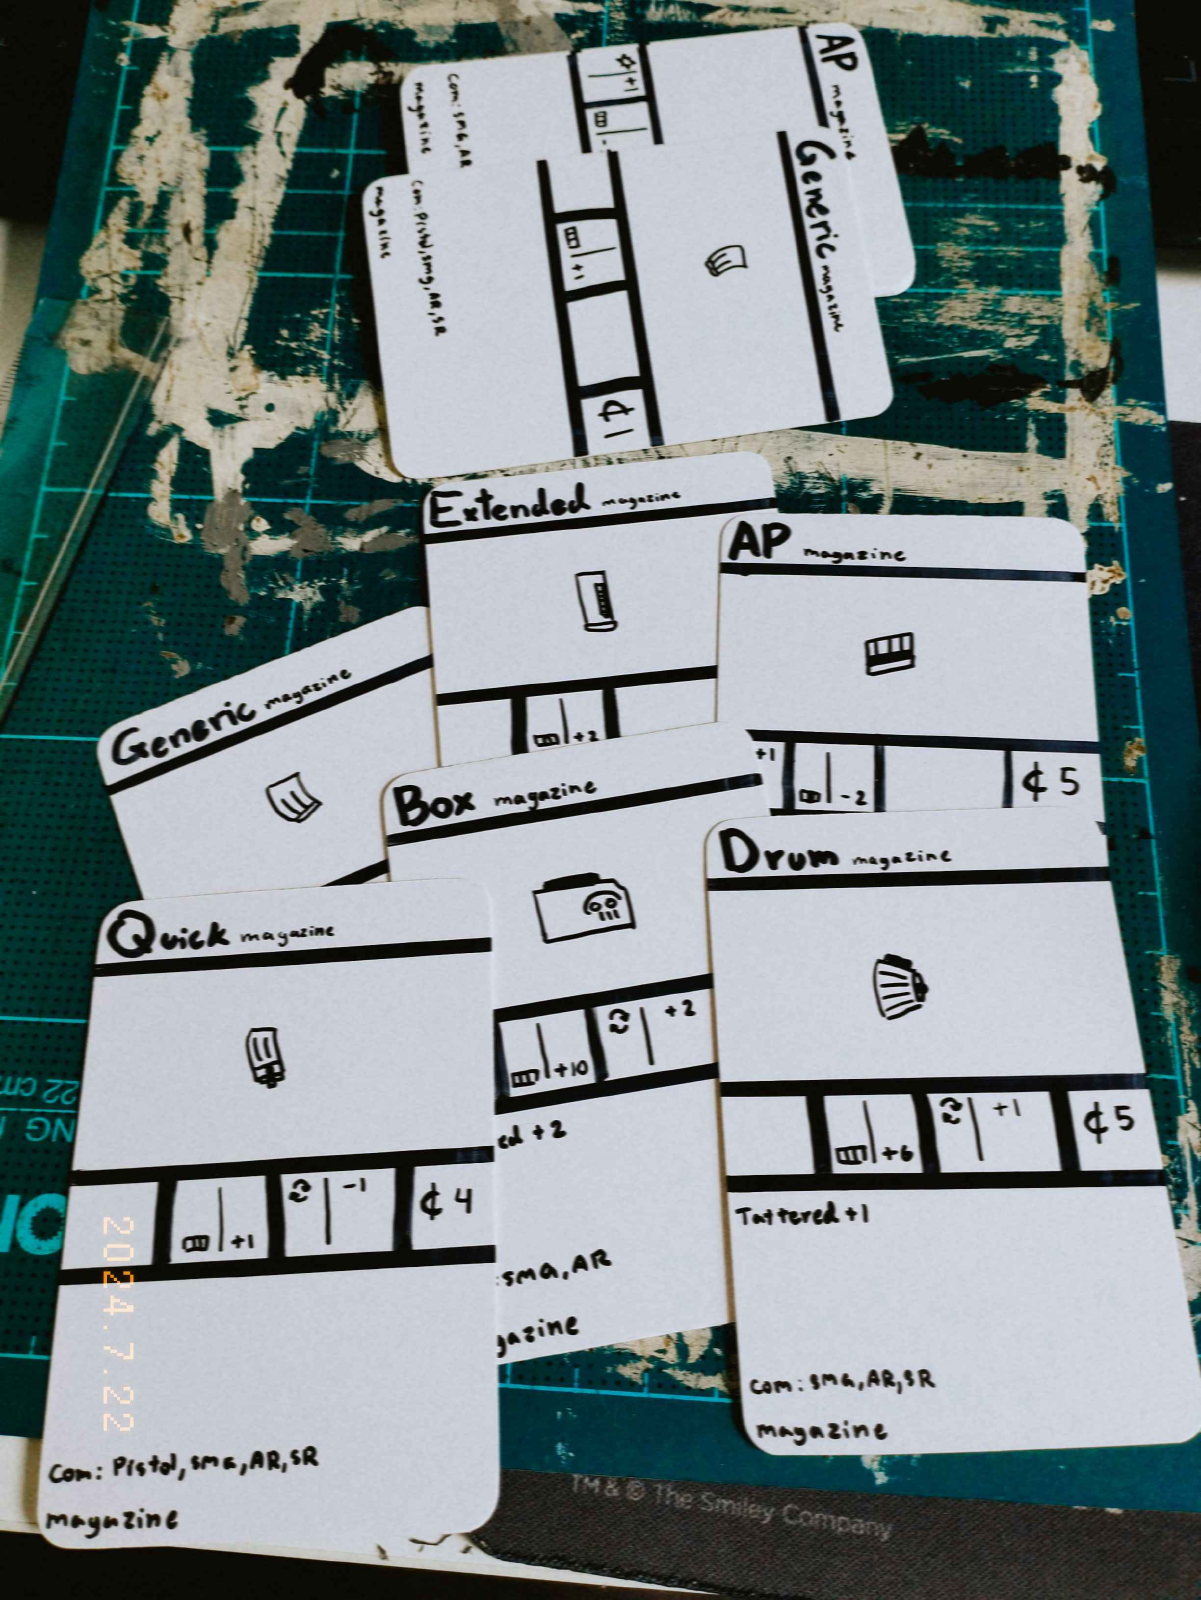 AP magazine
+1
-
Com: smg, AR
magazine
Generic magazine
+1
₵1
Com: Pistol, smg, AR, SR
magazine
Extended magazine
+2
AP magazine
+1
-2
₵5
Generic magazine
Box magazine
+10
+2
ed +2
smg, AR
gazine
Drum magazine
+6
+1
₵5
Tattered +1
Com: smg, AR, SR
magazine
Quick magazine
+1
-1
₵4
Com: Pistol, smg, AR, SR
magazine
2024.7.22
22 cm
TM & © The Smiley Company